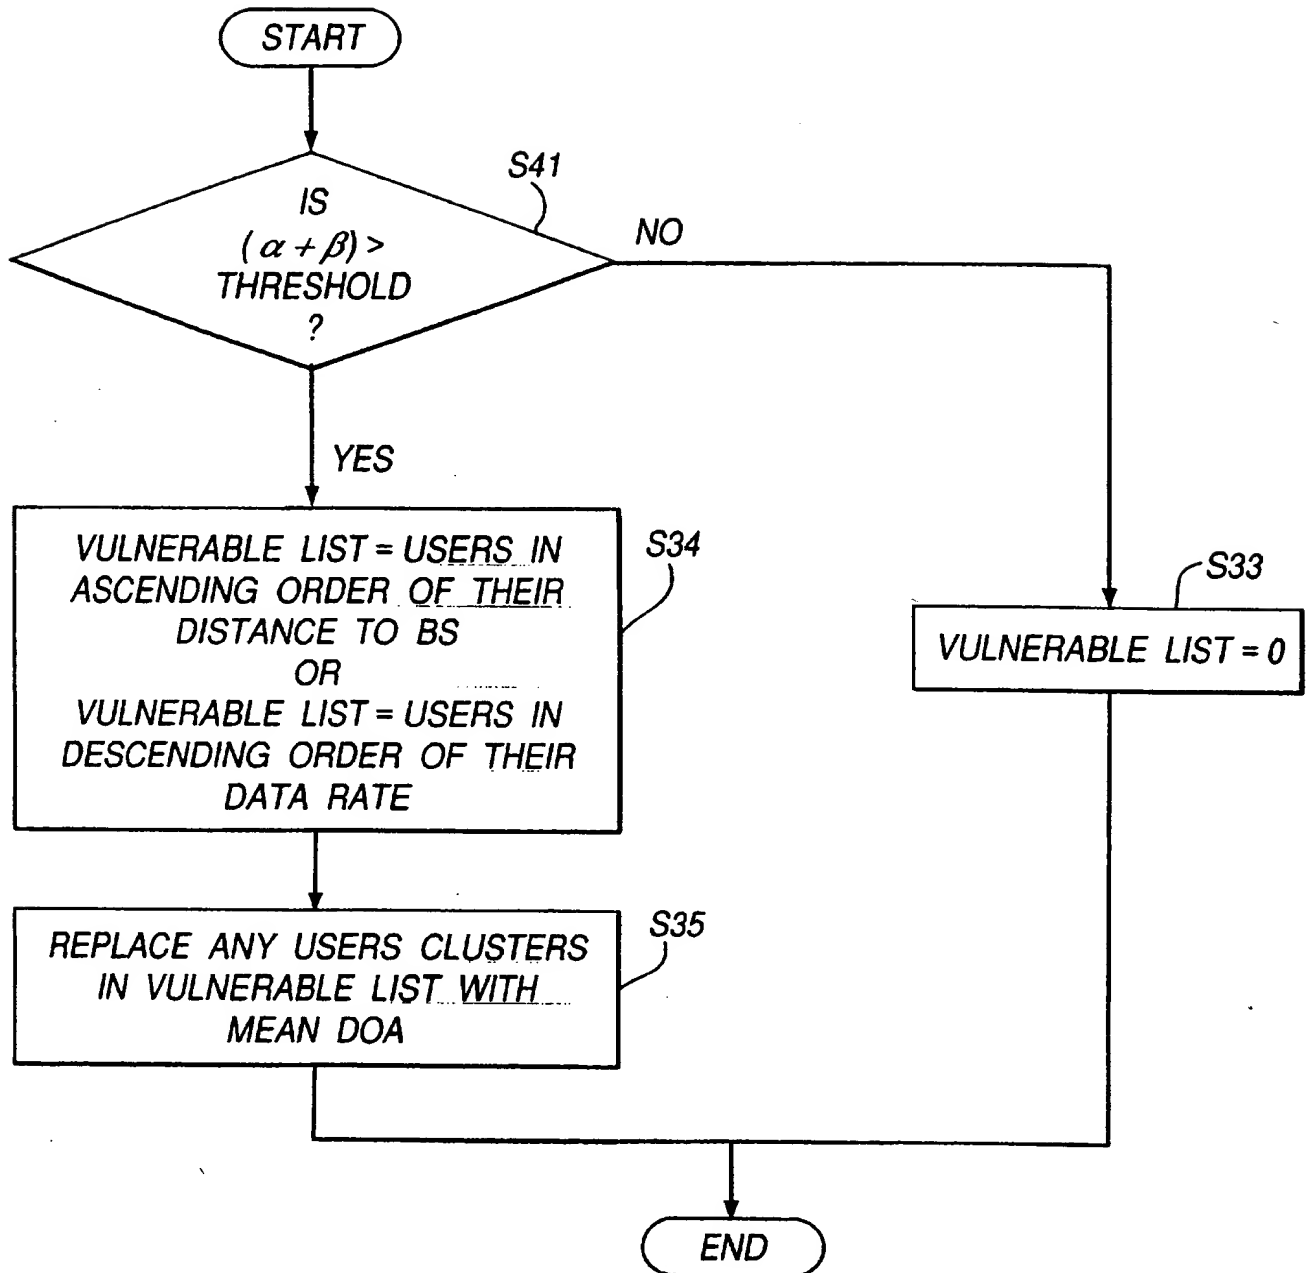 START
S41
IS
(α + β) >
THRESHOLD
?
NO
YES
VULNERABLE LIST = USERS IN
ASCENDING ORDER OF THEIR
DISTANCE TO BS
OR
VULNERABLE LIST = USERS IN
DESCENDING ORDER OF THEIR
DATA RATE
S34
S33
VULNERABLE LIST = 0
REPLACE ANY USERS CLUSTERS
IN VULNERABLE LIST WITH
MEAN DOA
S35
END